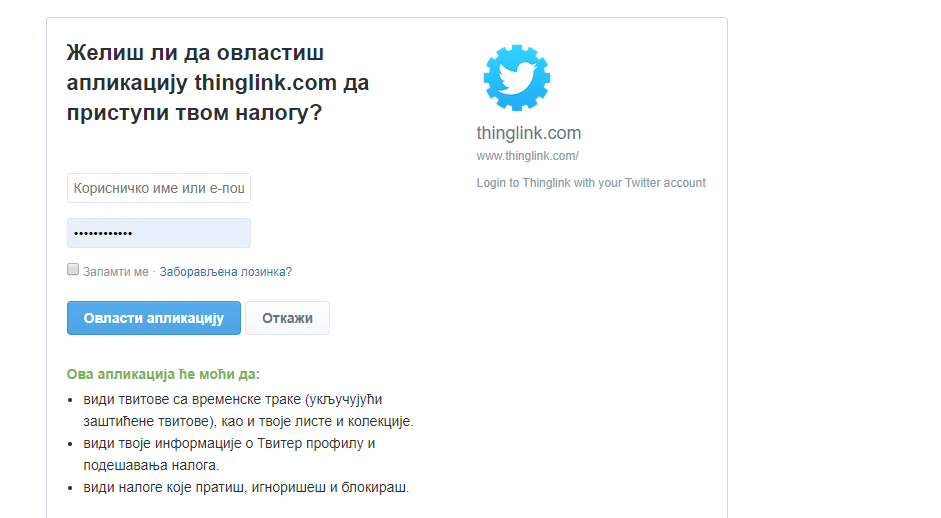 Желиш ли да овластиш
апликацију thinglink.com да
приступи твом налогу?
Корисничко име или е-пош
••••••••••••
Запамти ме · Заборављена лозинка?
Овласти апликацију
Откажи
Ова апликација ће моћи да:
• види твитове са временске траке (укључујући
заштићене твитове), као и твоје листе и колекције.
• види твоје информације о Твитер профилу и
подешавања налога.
• види налоге које пратиш, игноришеш и блокираш.
thinglink.com
www.thinglink.com/
Login to Thinglink with your Twitter account